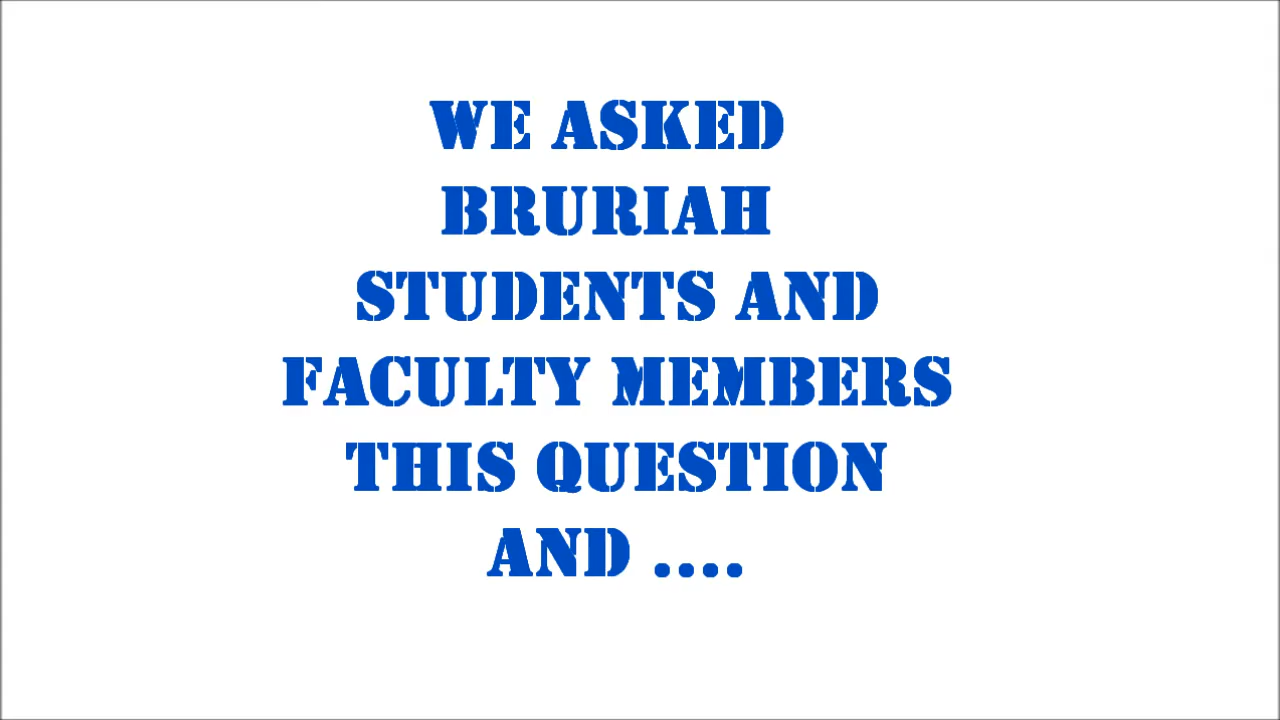 WE ASKED
BRURIAH
STUDENTS AND
FACULTY MEMBERS
THIS QUESTION
AND ....